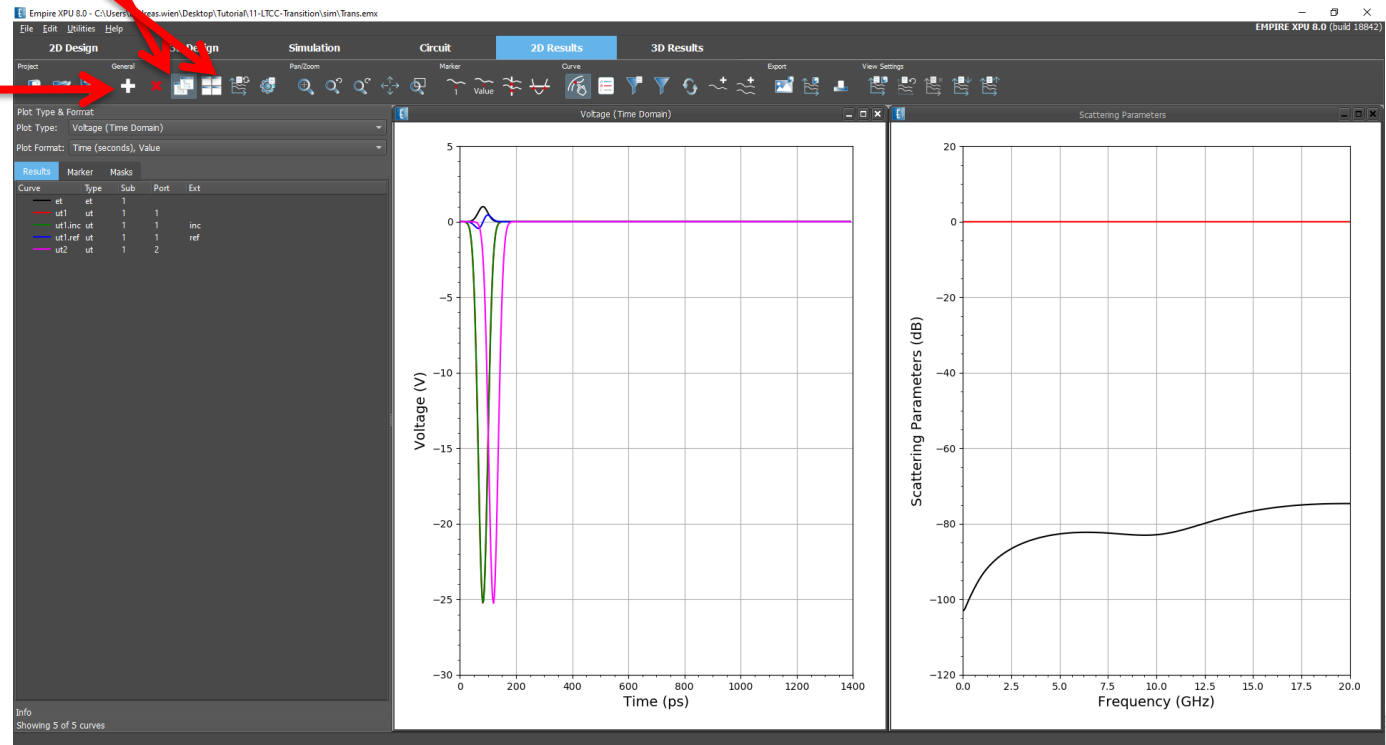 Empire XPU 8.0 - C:\Users\ reas.wien\Desktop\Tutorial\11-LTCC-Transition\sim\Trans.emx
File Edit Utilities Help
EMPIRE XPU 8.0 (build 18842)
2D Design
Simulation
Circuit
2D Results
3D Results
Project
General
Pan/Zoom
Marker
Curve
Export
View Settings
1
Value
Plot Type & Format
Plot Type: Voltage (Time Domain)
Plot Format: Time (seconds), Value
Results Marker Masks
Curve Type Sub Port Ext
et et 1
ut1 ut 1 1
ut1.inc ut 1 1 inc
ut1.ref ut 1 1 ref
ut2 ut 1 2
Info
Showing 5 of 5 curves
Voltage (Time Domain)
5
0
−5
−10
−15
−20
−25
−30
Voltage (V)
0 200 400 600 800 1000 1200 1400
Time (ps)
Scattering Parameters
20
0
−20
−40
−60
−80
−100
−120
Scattering Parameters (dB)
0.0 2.5 5.0 7.5 10.0 12.5 15.0 17.5 20.0
Frequency (GHz)